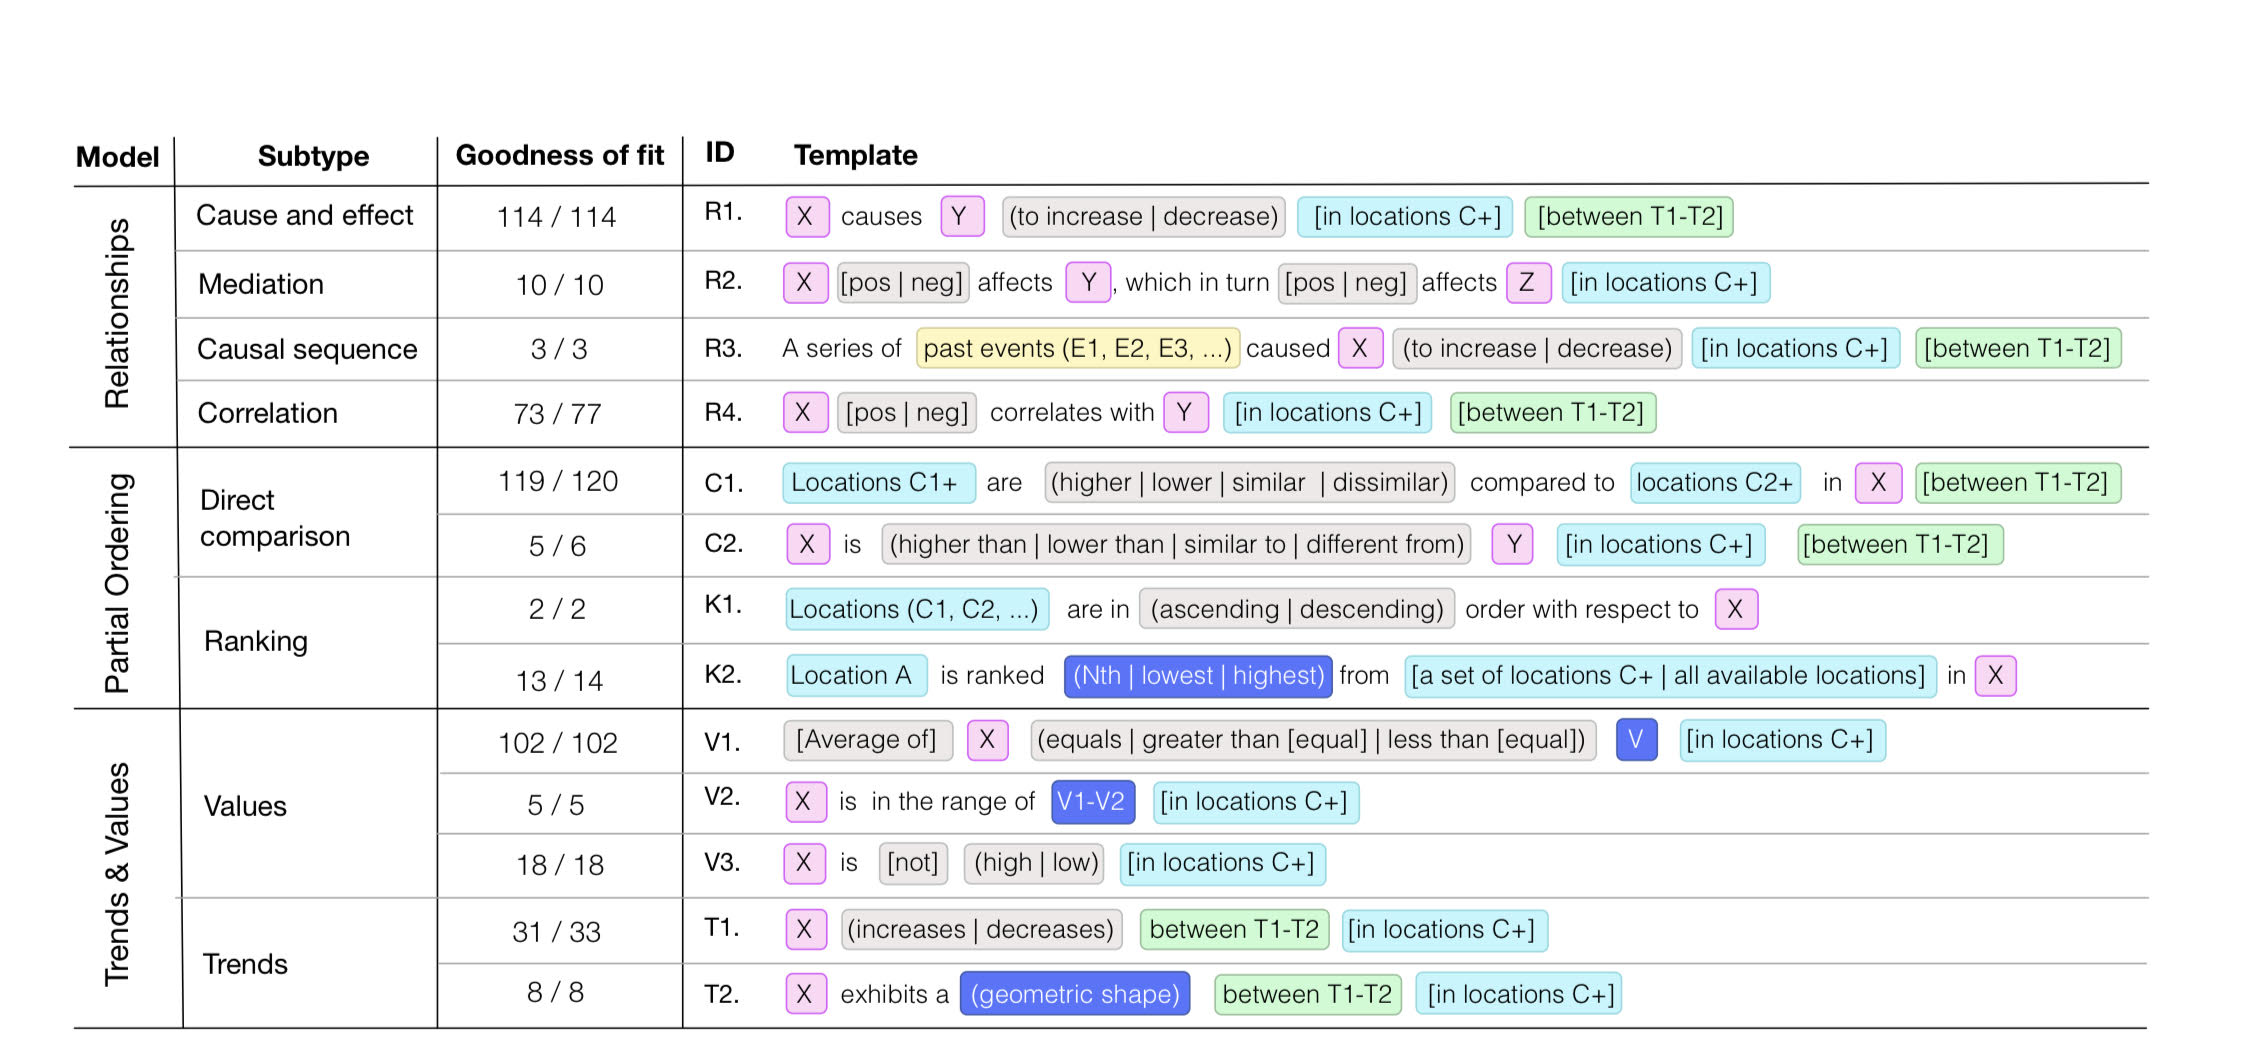 Model Subtype Goodness of fit ID Template
Relationships
Cause and effect 114 / 114 R1. X causes Y (to increase | decrease) [in locations C+] [between T1-T2]
Mediation 10 / 10 R2. X [pos | neg] affects Y , which in turn [pos | neg] affects Z [in locations C+]
Causal sequence 3 / 3 R3. A series of past events (E1, E2, E3, ...) caused X (to increase | decrease) [in locations C+] [between T1-T2]
Correlation 73 / 77 R4. X [pos | neg] correlates with Y [in locations C+] [between T1-T2]
Partial Ordering
Direct
comparison
119 / 120 C1. Locations C1+ are (higher | lower | similar | dissimilar) compared to locations C2+ in X [between T1-T2]
5 / 6 C2. X is (higher than | lower than | similar to | different from) Y [in locations C+] [between T1-T2]
Ranking
2 / 2 K1. Locations (C1, C2, ...) are in (ascending | descending) order with respect to X
13 / 14 K2. Location A is ranked (Nth | lowest | highest) from [a set of locations C+ | all available locations] in X
Trends & Values
Values
102 / 102 V1. [Average of] X (equals | greater than [equal] | less than [equal]) V [in locations C+]
5 / 5 V2. X is in the range of V1-V2 [in locations C+]
18 / 18 V3. X is [not] (high | low) [in locations C+]
Trends
31 / 33 T1. X (increases | decreases) between T1-T2 [in locations C+]
8 / 8 T2. X exhibits a (geometric shape) between T1-T2 [in locations C+]